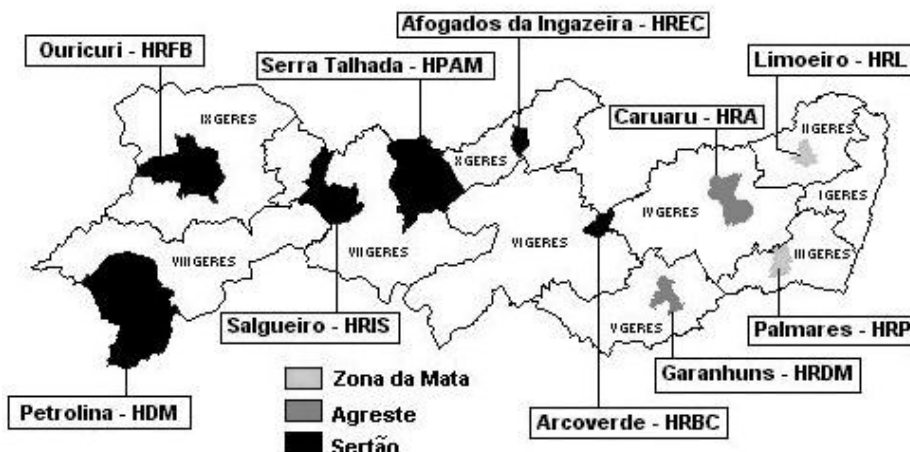 Afogados da Ingazeira - HREC
Ouricuri - HRFB
Serra Talhada - HPAM
Limoeiro - HRL
Caruaru - HRA
IX GERES
II GERES
X GERES
I GERES
IV GERES
VI GERES
III GERES
VII GERES
VIII GERES
V GERES
Salgueiro - HRIS
Palmares - HRP
Garanhuns - HRDM
Petrolina - HDM
Arcoverde - HRBC
Zona da Mata
Agreste
Sertão